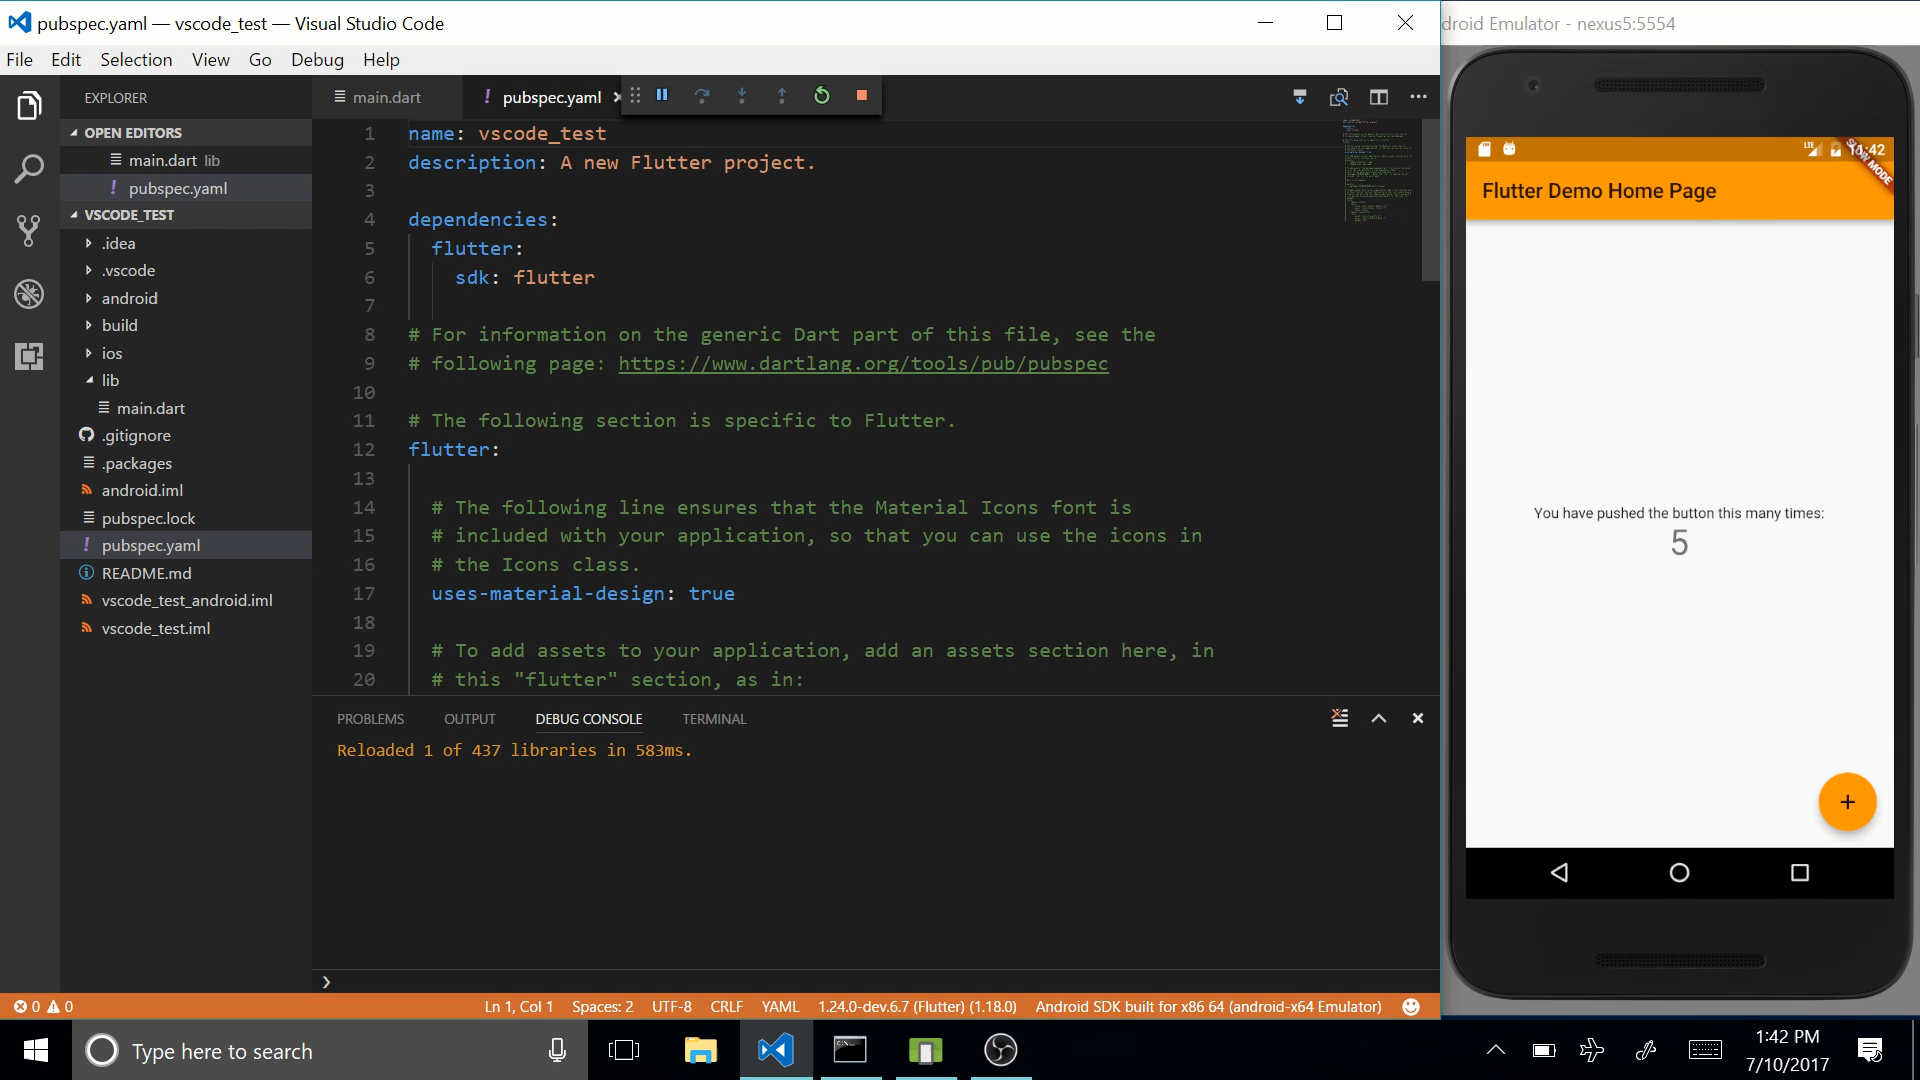 pubspec.yaml — vscode_test — Visual Studio Code
File Edit Selection View Go Debug Help
EXPLORER
OPEN EDITORS
main.dart lib
! pubspec.yaml
VSCODE_TEST
.idea
.vscode
android
build
ios
lib
main.dart
.gitignore
.packages
android.iml
pubspec.lock
! pubspec.yaml
README.md
vscode_test_android.iml
vscode_test.iml
main.dart
! pubspec.yaml
1 name: vscode_test
2 description: A new Flutter project.
3
4 dependencies:
5 flutter:
6 sdk: flutter
7
8 # For information on the generic Dart part of this file, see the
9 # following page: https://www.dartlang.org/tools/pub/pubspec
10
11 # The following section is specific to Flutter.
12 flutter:
13
14 # The following line ensures that the Material Icons font is
15 # included with your application, so that you can use the icons in
16 # the Icons class.
17 uses-material-design: true
18
19 # To add assets to your application, add an assets section here, in
20 # this "flutter" section, as in:
PROBLEMS OUTPUT DEBUG CONSOLE TERMINAL
Reloaded 1 of 437 libraries in 583ms.
0 0
Ln 1, Col 1 Spaces: 2 UTF-8 CRLF YAML 1.24.0-dev.6.7 (Flutter) (1.18.0) Android SDK built for x86 64 (android-x64 Emulator)
droid Emulator - nexus5:5554
LTE
SLOW MODE
Flutter Demo Home Page
You have pushed the button this many times:
5
+
Type here to search
1:42 PM
7/10/2017